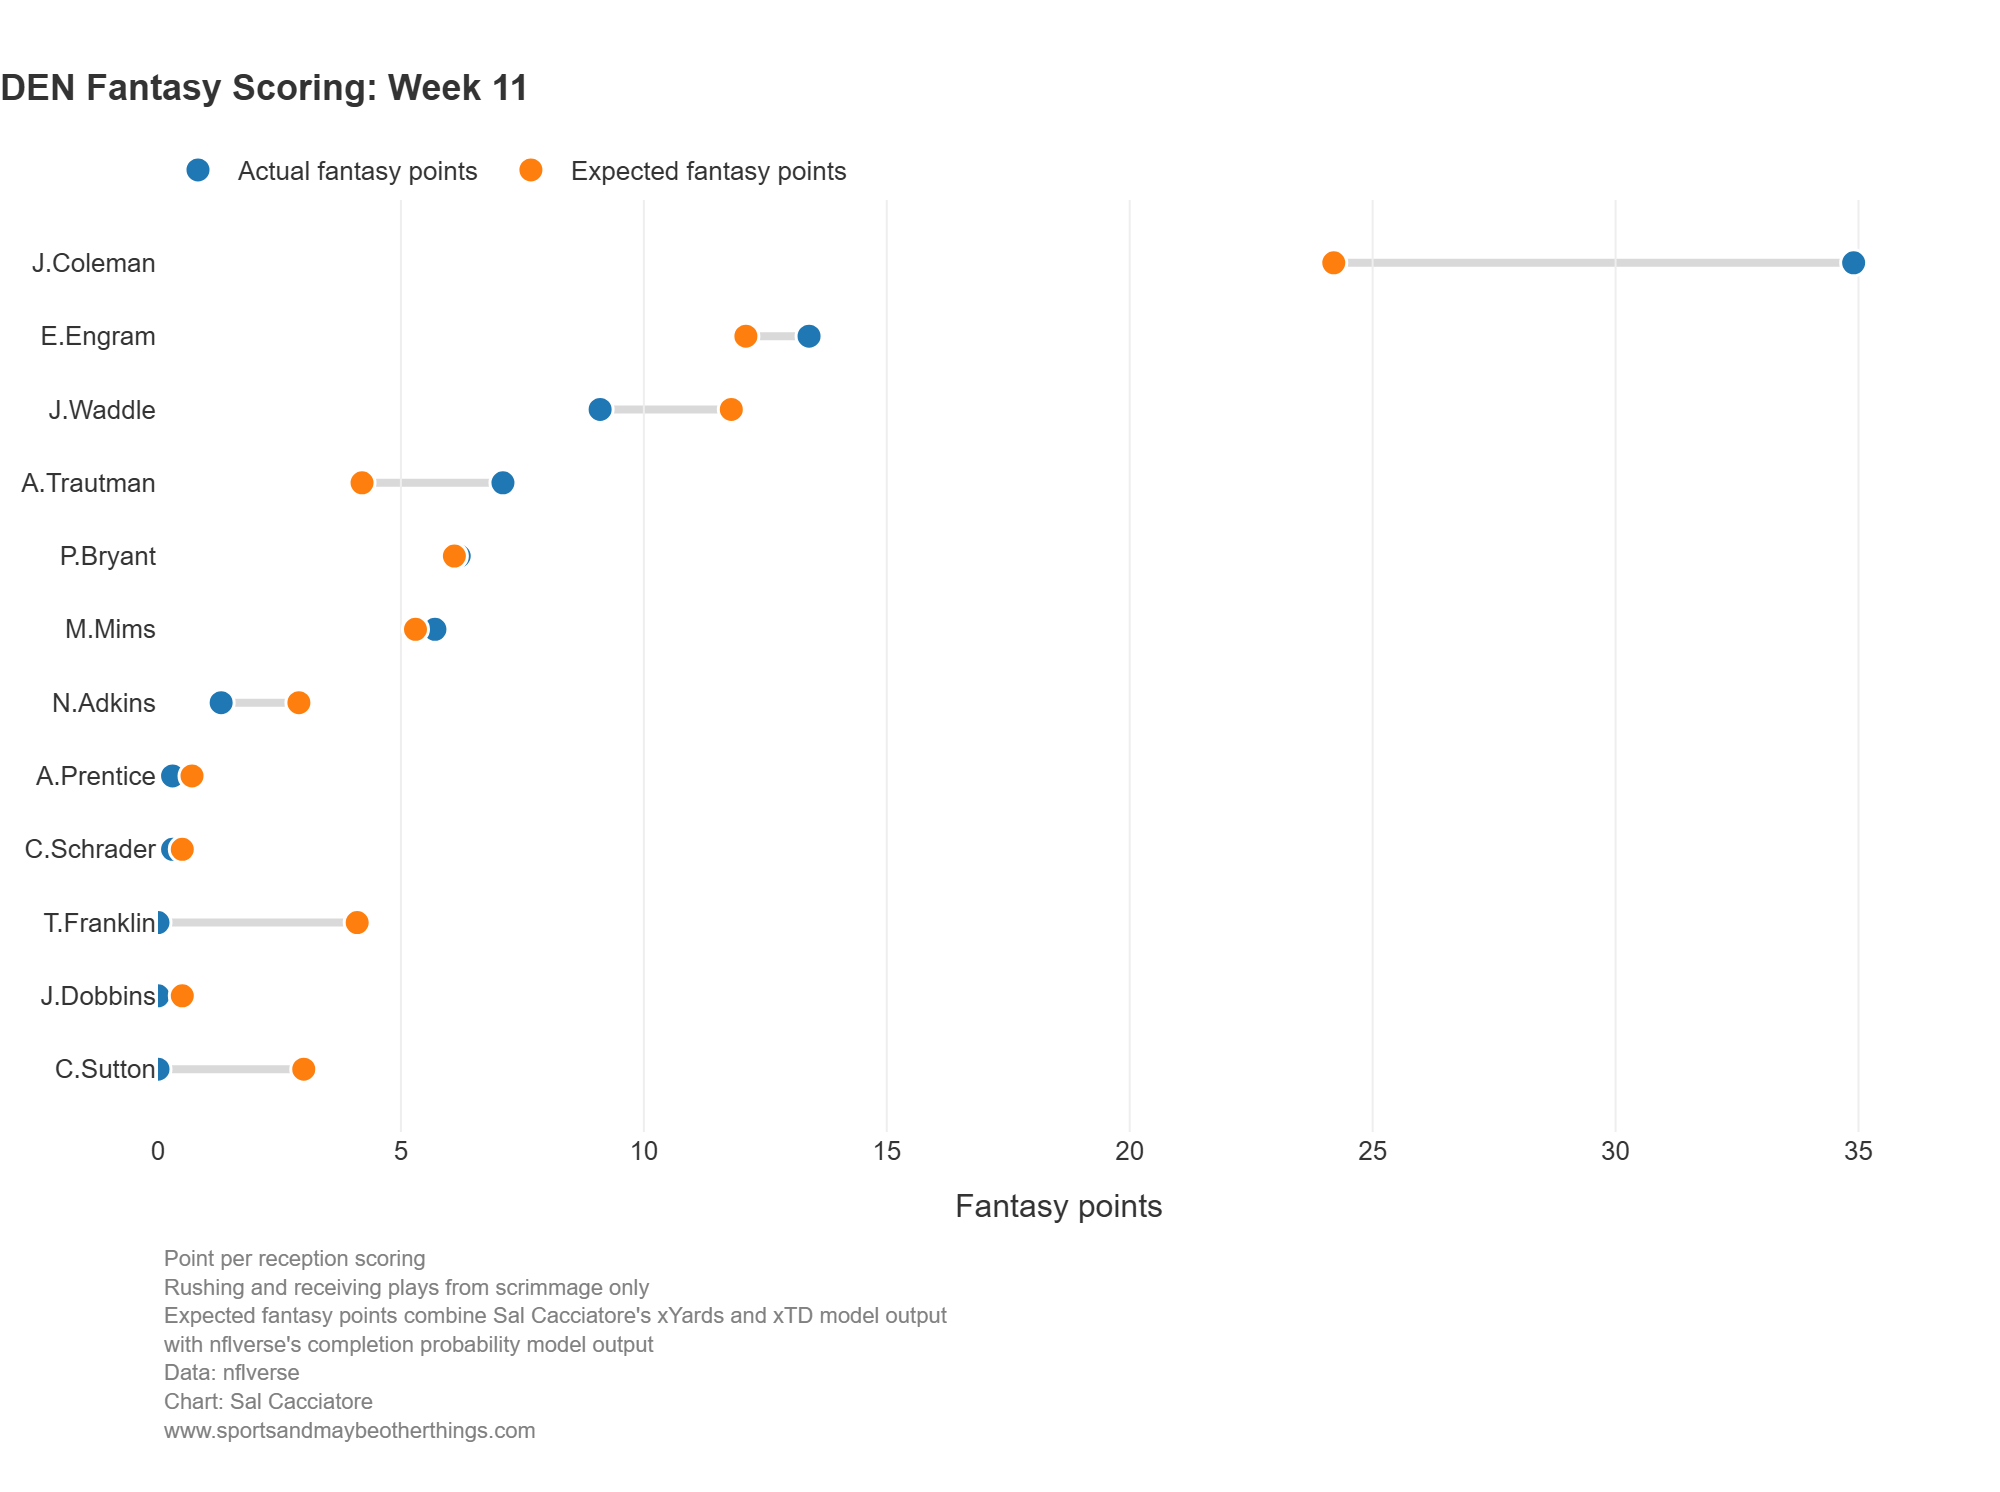 DEN Fantasy Scoring: Week 11
Actual fantasy points
Expected fantasy points
J.Coleman
E.Engram
J.Waddle
A.Trautman
P.Bryant
M.Mims
N.Adkins
A.Prentice
C.Schrader
T.Franklin
J.Dobbins
C.Sutton
0 5 10 15 20 25 30 35
Fantasy points
Point per reception scoring
Rushing and receiving plays from scrimmage only
Expected fantasy points combine Sal Cacciatore's xYards and xTD model output
with nflverse's completion probability model output
Data: nflverse
Chart: Sal Cacciatore
www.sportsandmaybeotherthings.com